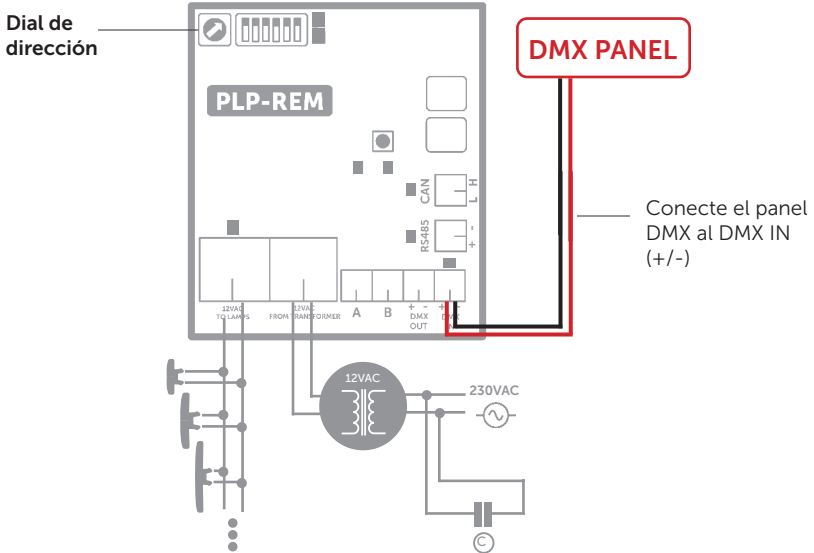 Dial de
dirección
DMX PANEL
PLP-REM
CAN
L H
RS485
+ -
Conecte el panel
DMX al DMX IN
(+/-)
12VAC
TO LAMPS
12VAC
FROM TRANSFORMER
A
B
+ -
DMX
OUT
+ -
DMX
IN
12VAC
230VAC
C